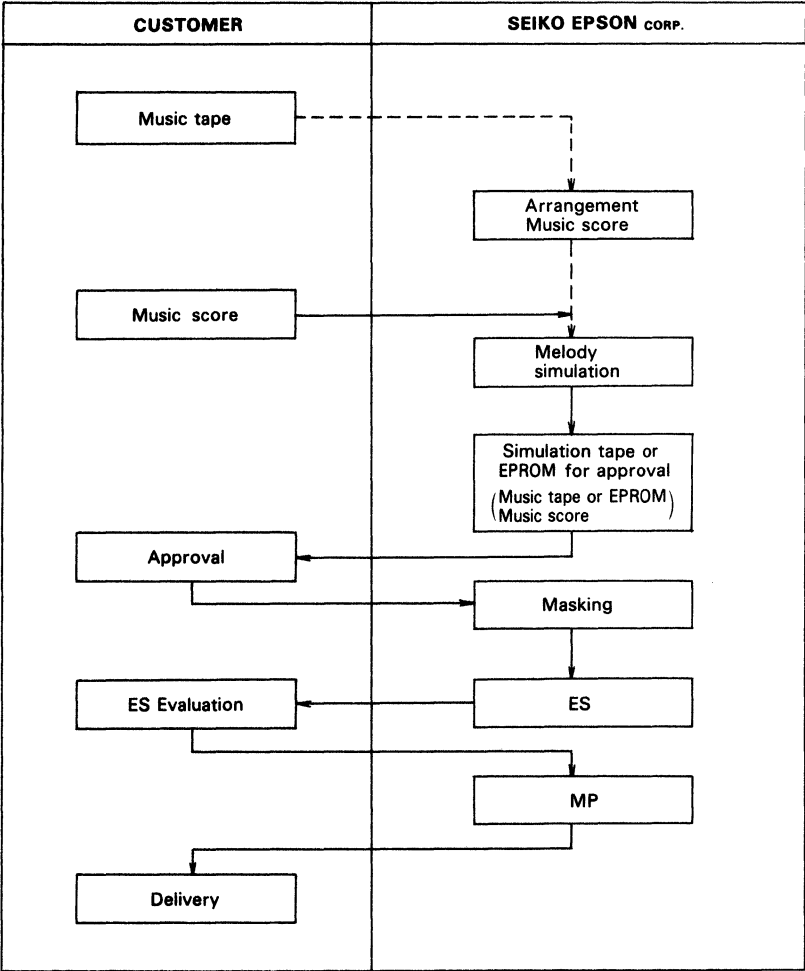 CUSTOMER
SEIKO EPSON CORP.
Music tape
Arrangement
Music score
Music score
Melody
simulation
Simulation tape or
EPROM for approval
(Music tape or EPROM
Music score)
Approval
Masking
ES Evaluation
ES
MP
Delivery